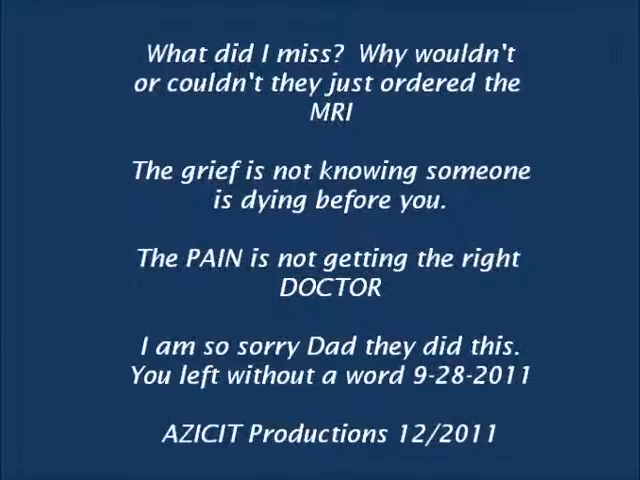 What did I miss?  Why wouldn't
or couldn't they just ordered the
MRI
The grief is not knowing someone
is dying before you.
The PAIN is not getting the right
DOCTOR
I am so sorry Dad they did this.
You left without a word 9-28-2011
AZICIT Productions 12/2011